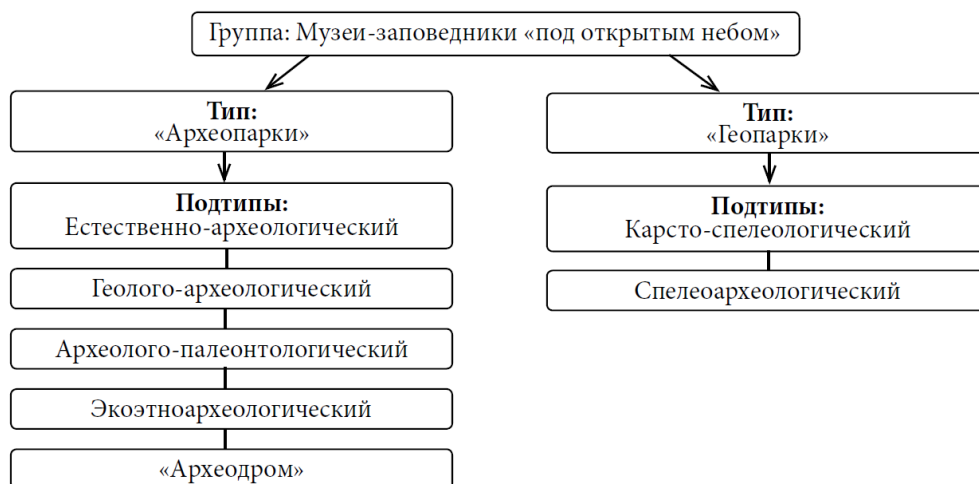 Группа: Музеи-заповедники «под открытым небом»
Тип:
«Археопарки»
Подтипы:
Естественно-археологический
Геолого-археологический
Археолого-палеонтологический
Экоэтноархеологический
«Археодром»
Тип:
«Геопарки»
Подтипы:
Карсто-спелеологический
Спелеоархеологический